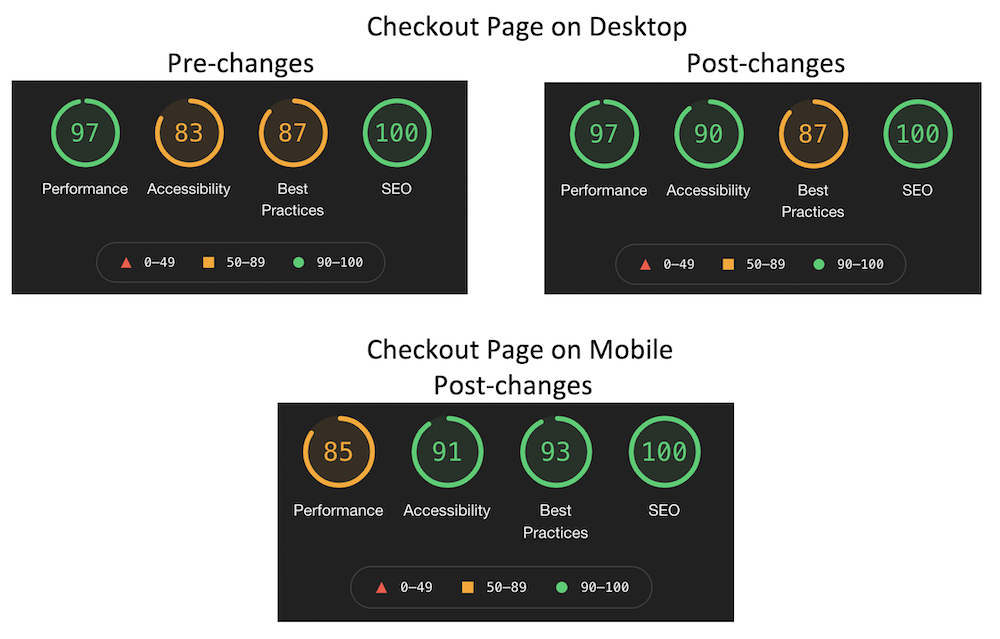 Checkout Page on Desktop
Pre-changes
97 83 87 100
Performance Accessibility Best Practices SEO
0–49 50–89 90–100
Post-changes
97 90 87 100
Performance Accessibility Best Practices SEO
0–49 50–89 90–100
Checkout Page on Mobile
Post-changes
85 91 93 100
Performance Accessibility Best Practices SEO
0–49 50–89 90–100